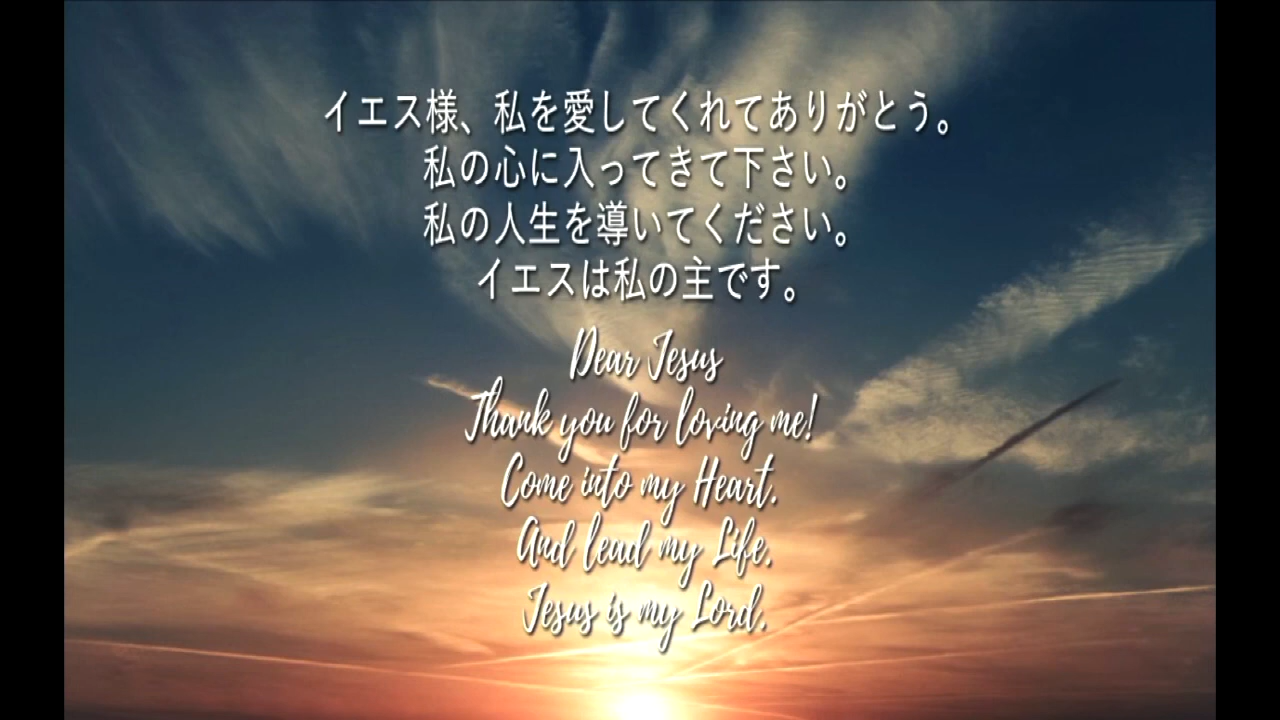 イエス様、私を愛してくれてありがとう。
私の心に入ってきて下さい。
私の人生を導いてください。
イエスは私の主です。
Dear Jesus
Thank you for loving me!
Come into my Heart.
And lead my Life.
Jesus is my Lord.